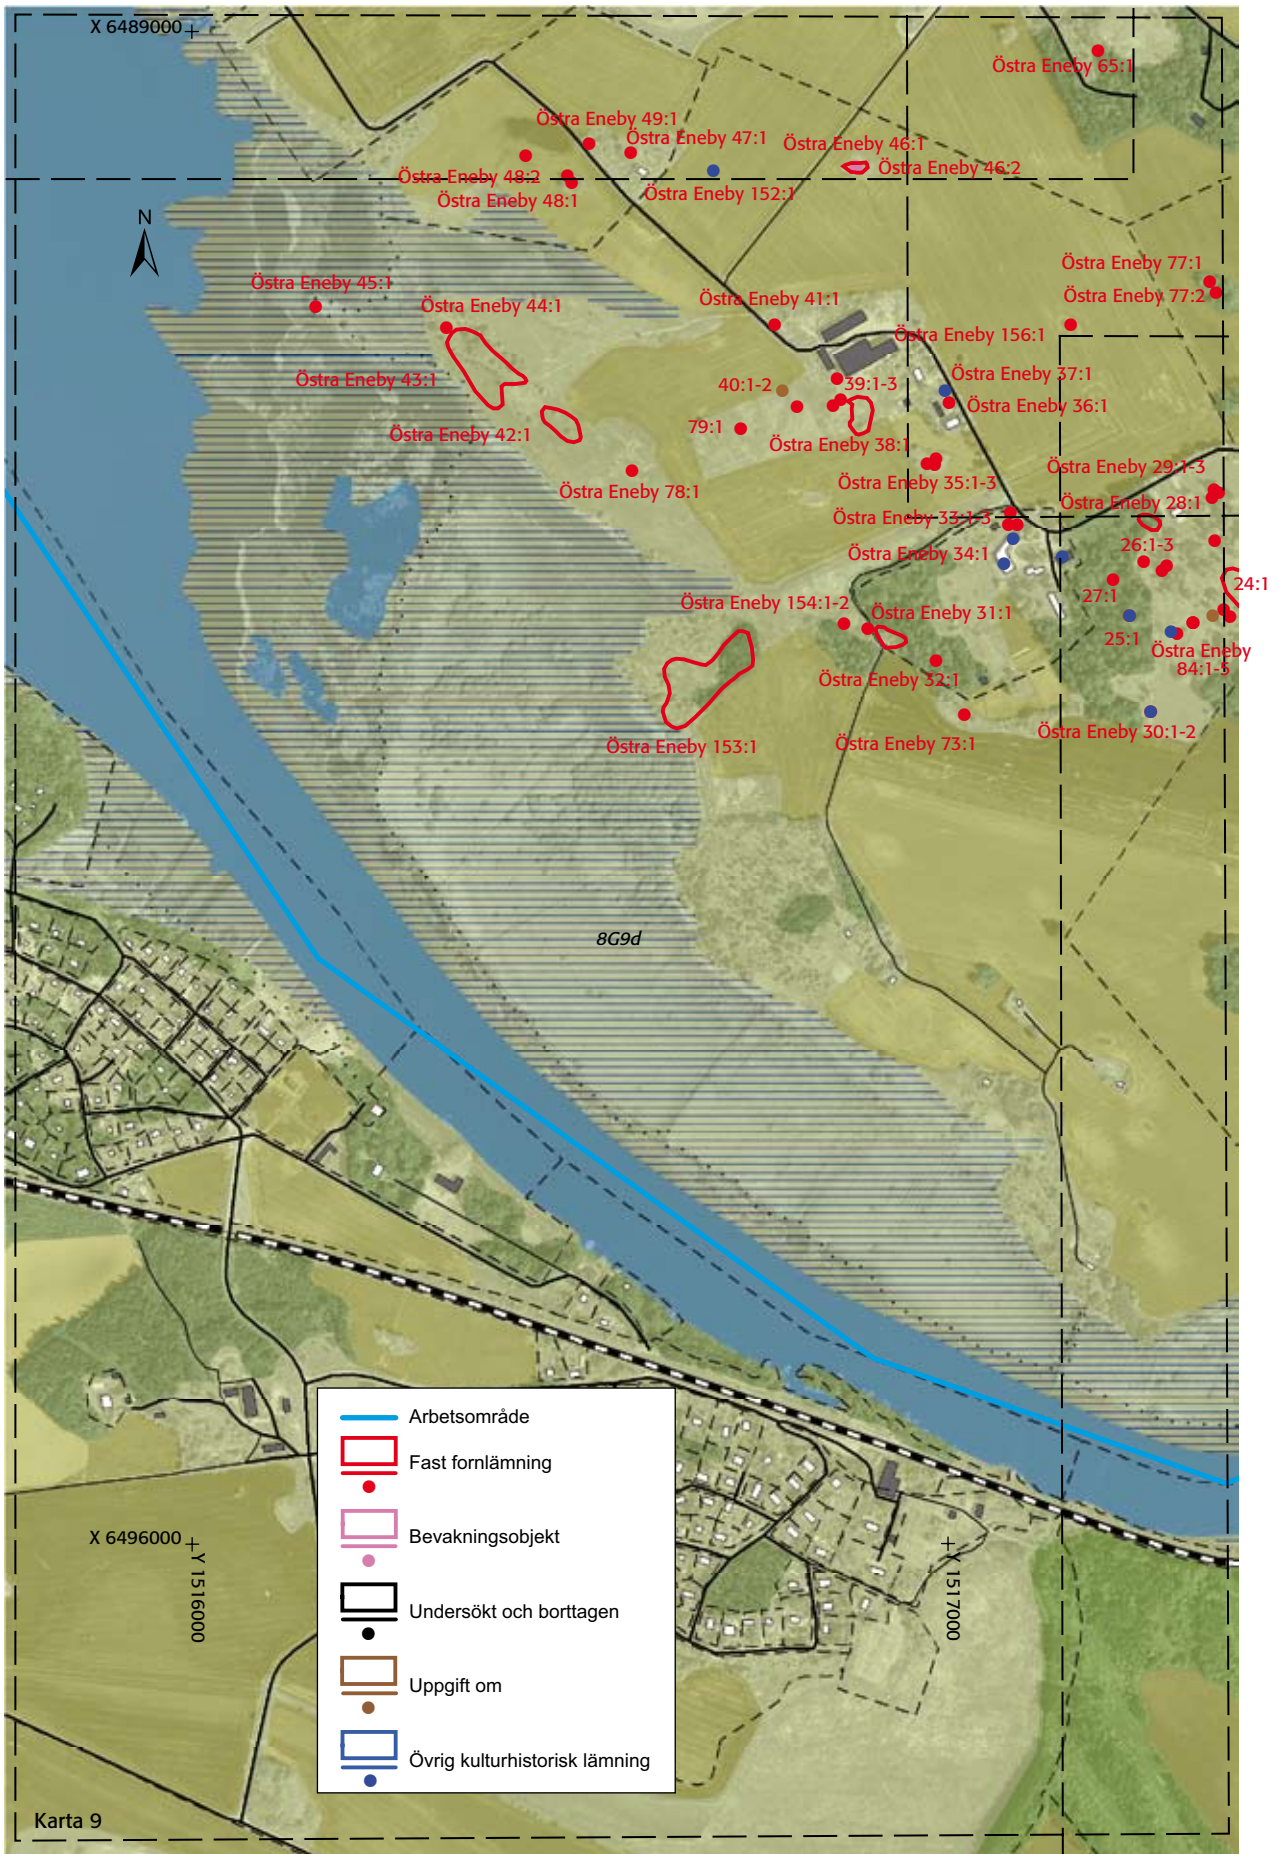 X 6489000
Östra Eneby 65:1
Östra Eneby 49:1
Östra Eneby 47:1
Östra Eneby 46:1
Östra Eneby 46:2
Östra Eneby 48:2
Östra Eneby 48:1
Östra Eneby 152:1
N
Östra Eneby 77:1
Östra Eneby 77:2
Östra Eneby 45:1
Östra Eneby 44:1
Östra Eneby 41:1
Östra Eneby 156:1
Östra Eneby 43:1
Östra Eneby 37:1
40:1-2
39:1-3
Östra Eneby 36:1
79:1
Östra Eneby 42:1
Östra Eneby 38:1
Östra Eneby 29:1-3
Östra Eneby 35:1-3
Östra Eneby 78:1
Östra Eneby 28:1
Östra Eneby 33:1-3
26:1-3
Östra Eneby 34:1
24:1
27:1
Östra Eneby 154:1-2
Östra Eneby 31:1
25:1
Östra Eneby
84:1-5
Östra Eneby 32:1
Östra Eneby 30:1-2
Östra Eneby 153:1
Östra Eneby 73:1
8G9d
Arbetsområde
Fast fornlämning
Bevakningsobjekt
Undersökt och borttagen
Uppgift om
Övrig kulturhistorisk lämning
X 6496000
Y 1516000
Y 1517000
Karta 9